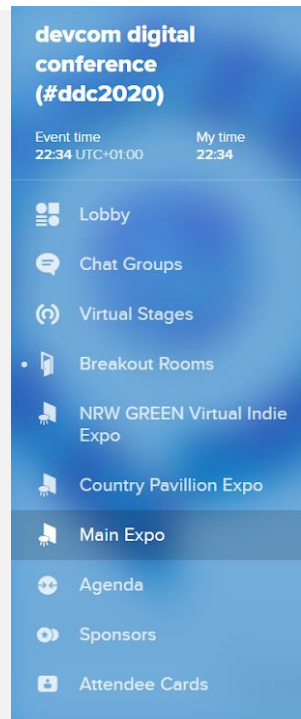 devcom digital
conference
(#ddc2020)
Event time
My time
22:34 UTC+01:00
22:34
Lobby
Chat Groups
Virtual Stages
Breakout Rooms
NRW GREEN Virtual Indie
Expo
Country Pavillion Expo
Main Expo
Agenda
Sponsors
Attendee Cards